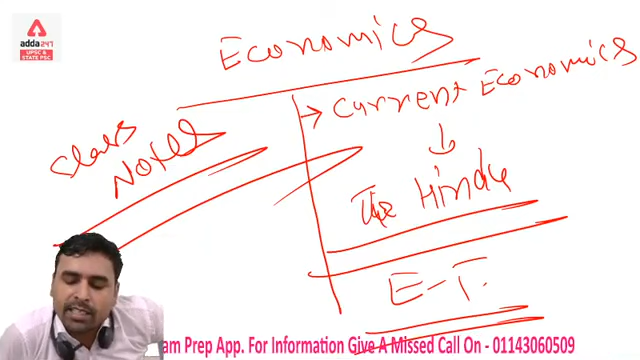 adda 247
UPSC &
STATE PSC
Economics
Class
Notes
→ Current Economics
↓
The Hindu
E-T.
am Prep App. For Information Give A Missed Call On - 01143060509